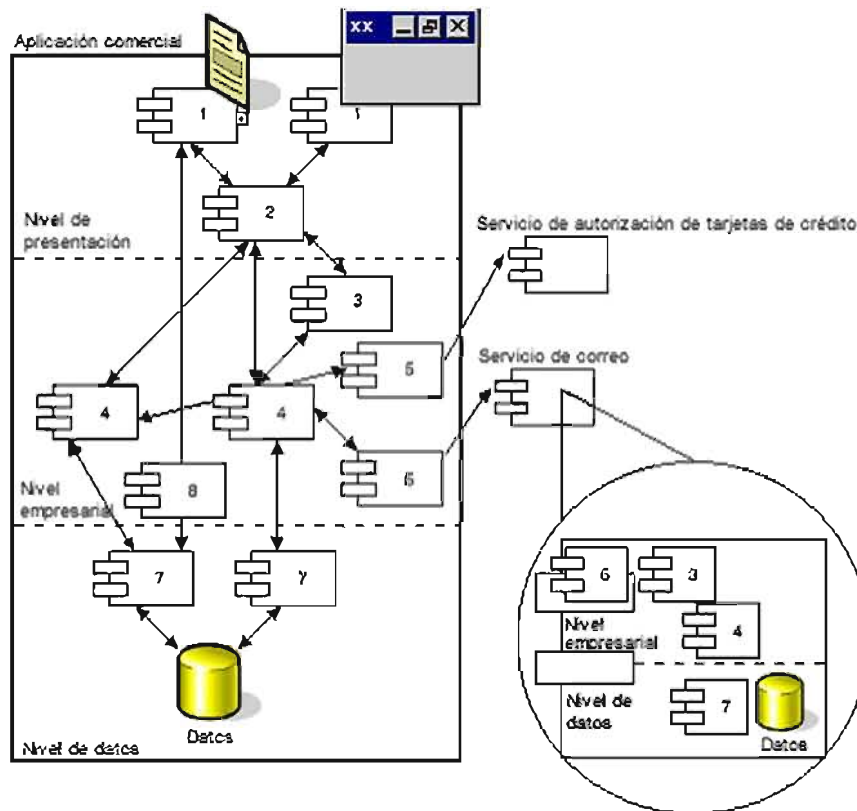 Aplicación comercial
xx
1
1
2
Nivel de
presentación
Servicio de autorización de tarjetas de crédito
3
5
Servicio de correo
4
4
6
8
Nivel
empresarial
7
7
6
3
4
Nivel
empresarial
7
Nivel de
datos
Datos
Datos
Nivel de datos